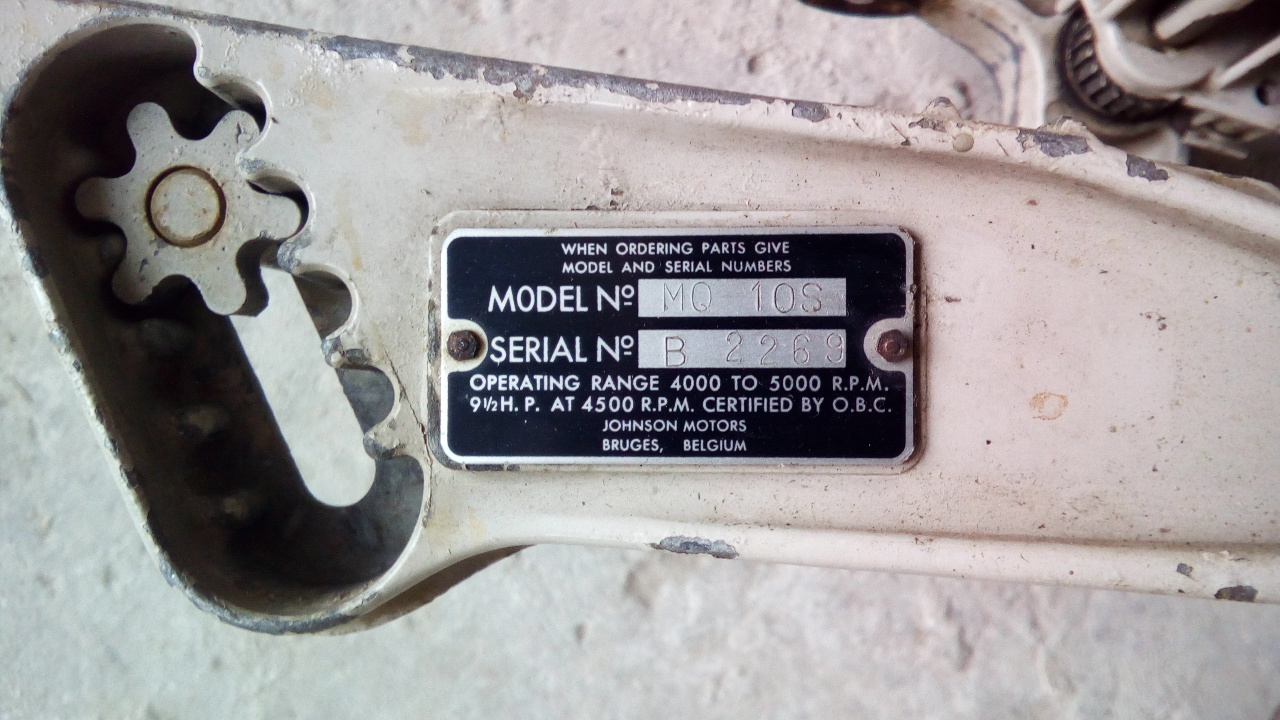 WHEN ORDERING PARTS GIVE
MODEL AND SERIAL NUMBERS
MODEL Nº MQ 10S
SERIAL Nº B 2269
OPERATING RANGE 4000 TO 5000 R.P.M.
9½ H.P. AT 4500 R.P.M. CERTIFIED BY O.B.C.
JOHNSON MOTORS
BRUGES, BELGIUM